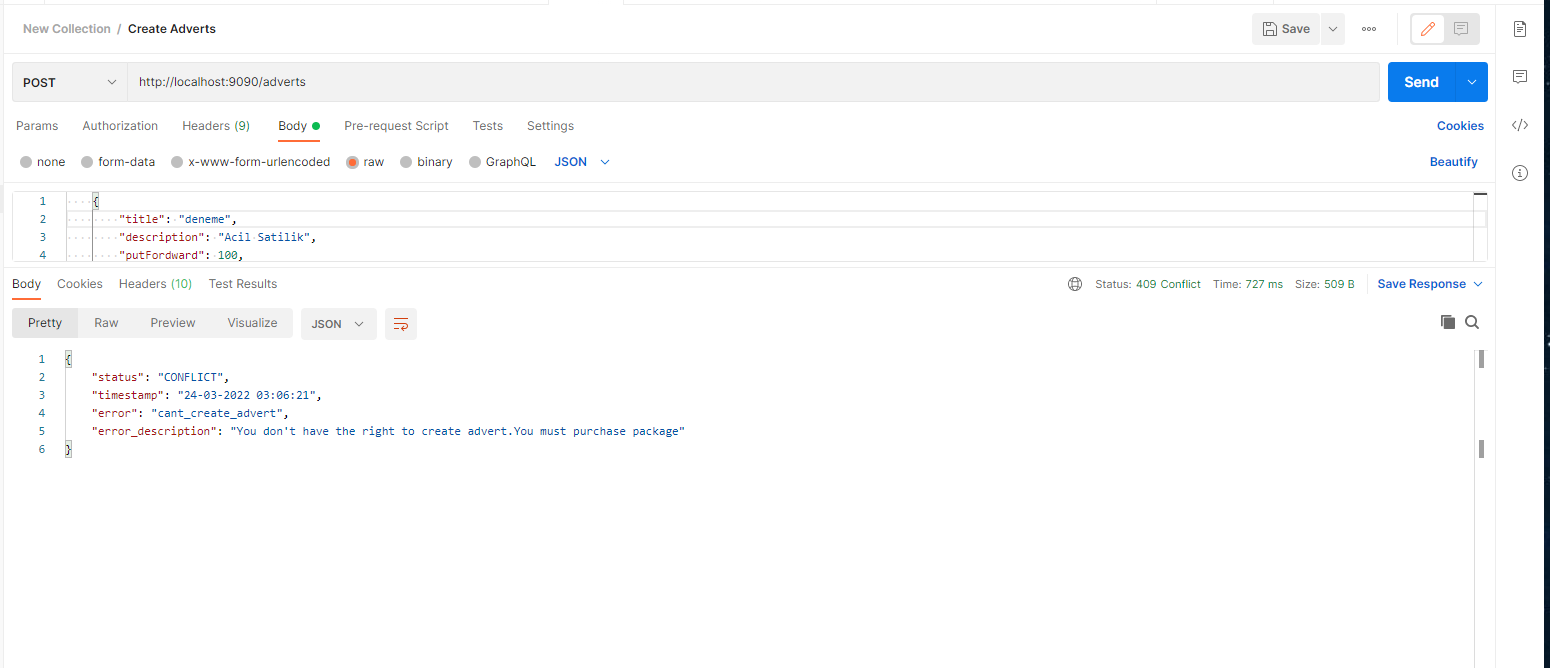 New Collection / Create Adverts
Save
POST
http://localhost:9090/adverts
Send
Params Authorization Headers (9) Body Pre-request Script Tests Settings
Cookies
none form-data x-www-form-urlencoded raw binary GraphQL JSON
Beautify
1 {
2 "title": "deneme",
3 "description": "Acil Satilik",
4 "putFordward": 100,
Body Cookies Headers (10) Test Results
Status: 409 Conflict Time: 727 ms Size: 509 B Save Response
Pretty Raw Preview Visualize JSON
1 {
2 "status": "CONFLICT",
3 "timestamp": "24-03-2022 03:06:21",
4 "error": "cant_create_advert",
5 "error_description": "You don't have the right to create advert.You must purchase package"
6 }